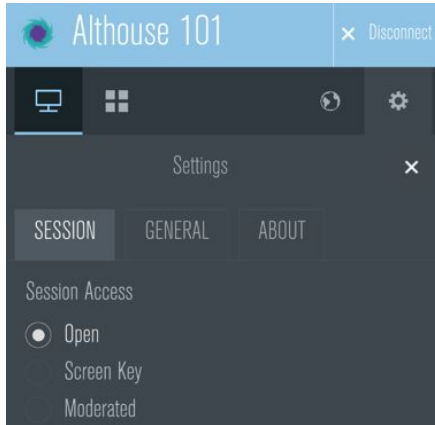 Althouse 101
Disconnect
Settings
SESSION GENERAL ABOUT
Session Access
Open
Screen Key
Moderated